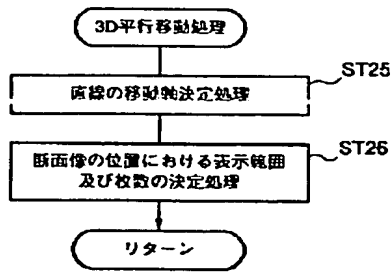 3D平行移動処理
ST25
直線の移動軸決定処理
ST26
断面像の位置における表示範囲
及び枚数の決定処理
リターン